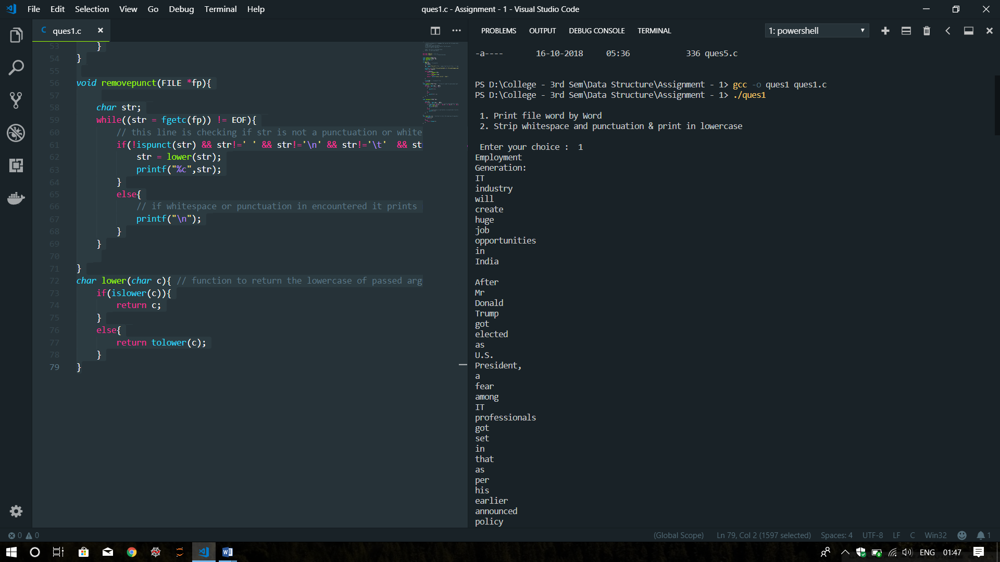 File Edit Selection View Go Debug Terminal Help
ques1.c - Assignment - 1 - Visual Studio Code
C ques1.c
53 }
54 }
55
56 void removepunct(FILE *fp){
57
58 char str;
59 while((str = fgetc(fp)) != EOF){
60 // this line is checking if str is not a punctuation or white
61 if(!ispunct(str) && str!=' ' && str!='\n' && str!='\t'  && st
62 str = lower(str);
63 printf("%c",str);
64 }
65 else{
66 // if whitespace or punctuation in encountered it prints
67 printf("\n");
68 }
69 }
70
71 }
72 char lower(char c){ // function to return the lowercase of passed arg
73 if(islower(c)){
74 return c;
75 }
76 else{
77 return tolower(c);
78 }
79 }
PROBLEMS OUTPUT DEBUG CONSOLE TERMINAL
1: powershell
-a---- 16-10-2018 05:36 336 ques5.c
PS D:\College - 3rd Sem\Data Structure\Assignment - 1> gcc -o ques1 ques1.c
PS D:\College - 3rd Sem\Data Structure\Assignment - 1> ./ques1
1. Print file word by Word
2. Strip whitespace and punctuation & print in lowercase
Enter your choice :  1
Employment
Generation:
IT
industry
will
create
huge
job
opportunities
in
India
After
Mr
Donald
Trump
got
elected
as
U.S.
President,
a
fear
among
IT
professionals
got
set
in
that
as
per
his
earlier
announced
policy
0 0
(Global Scope) Ln 79, Col 2 (1597 selected) Spaces: 4 UTF-8 LF C Win32 1
ENG 01:47